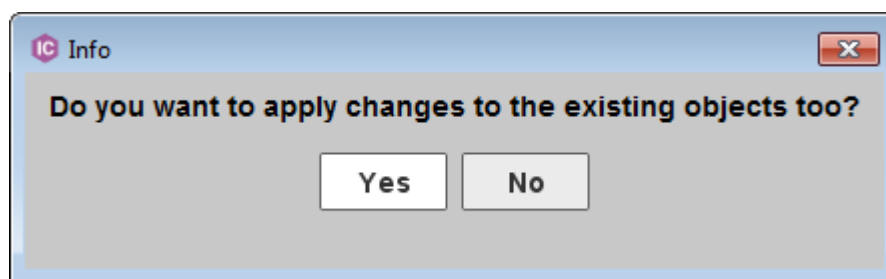 IC Info
Do you want to apply changes to the existing objects too?
Yes No